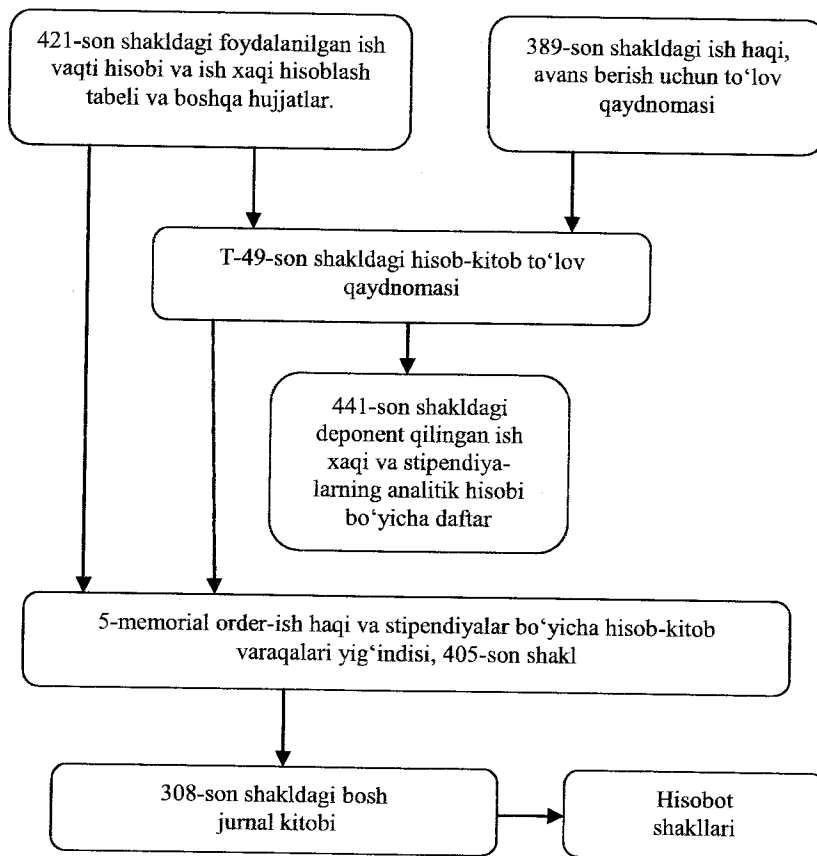 421-son shakldagi foydalanilgan ish
vaqti hisobi va ish xaqi hisoblash
tabeli va boshqa hujjatlar.
389-son shakldagi ish haqi,
avans berish uchun to‘lov
qaydnomasi
T-49-son shakldagi hisob-kitob to‘lov
qaydnomasi
441-son shakldagi
deponent qilingan ish
xaqi va stipendiya-
larning analitik hisobi
bo‘yicha daftar
5-memorial order-ish haqi va stipendiyalar bo‘yicha hisob-kitob
varaqalari yig‘indisi, 405-son shakl
308-son shakldagi bosh
jurnal kitobi
Hisobot
shakllari